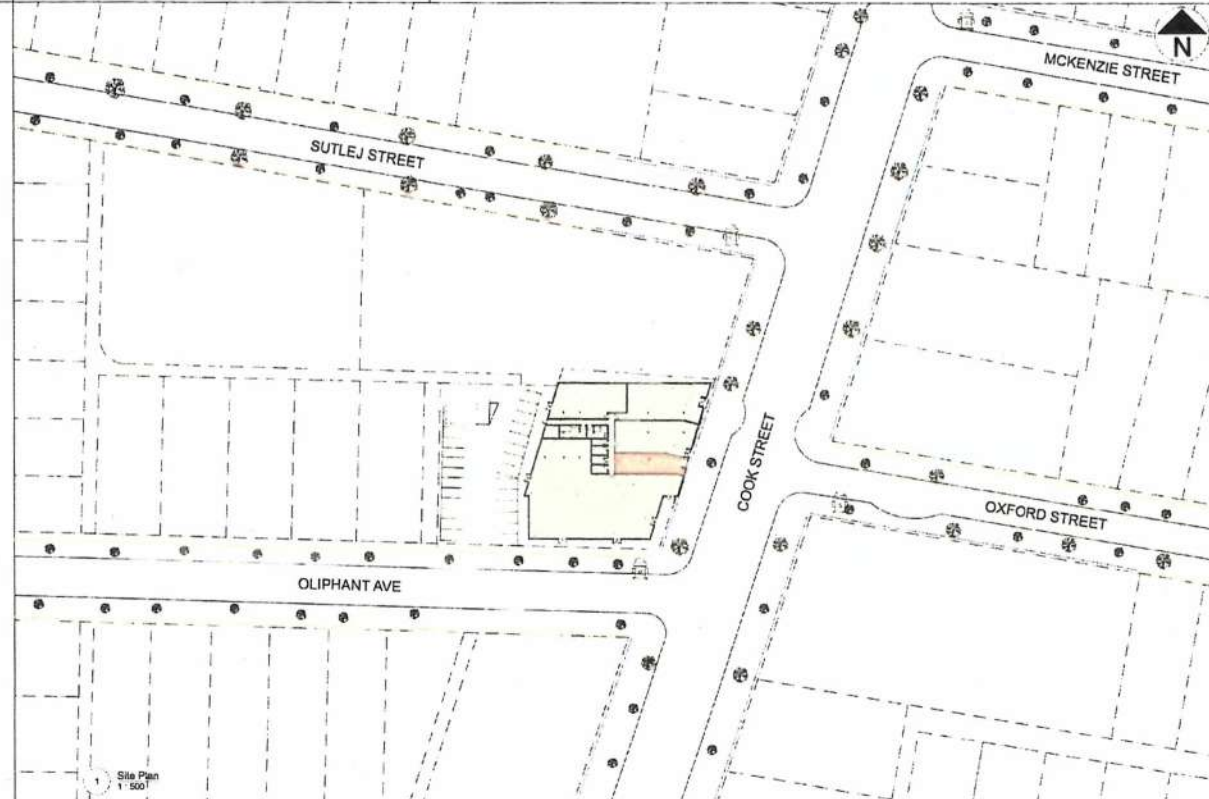 N
MCKENZIE STREET
SUTLEJ STREET
COOK STREET
OXFORD STREET
OLIPHANT AVE
1
Site Plan
1 : 500